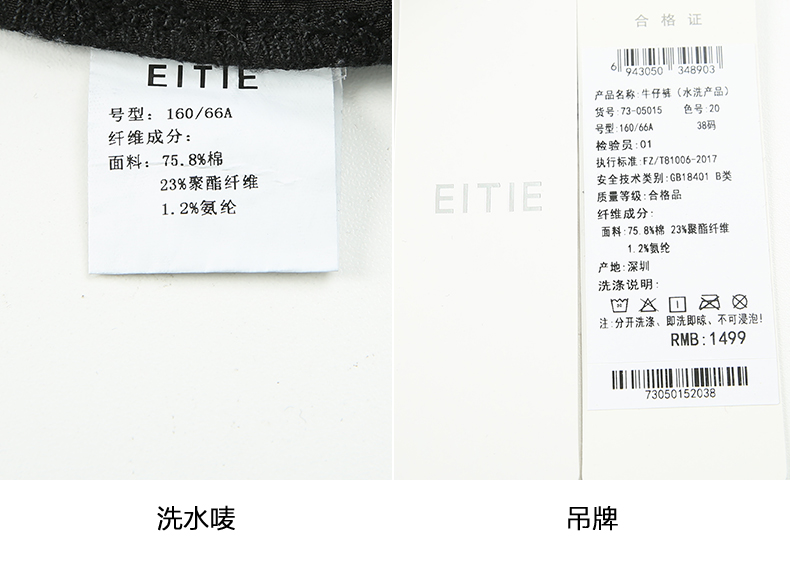 EITIE
号型: 160/66A
纤维成分:
面料: 75.8%棉
23%聚酯纤维
1.2%氨纶
EITIE
合格证
6 943050 348903
产品名称:牛仔裤（水洗产品）
货号:73-05015 色号:20
号型:160/66A 38码
检验员:01
执行标准:FZ/T81006-2017
安全技术类别:GB18401 B类
质量等级:合格品
纤维成分:
面料:75.8%棉 23%聚酯纤维
1.2%氨纶
产地:深圳
洗涤说明:
注:分开洗涤、即洗即晾、不可浸泡!
RMB:1499
73050152038
洗水唛
吊牌